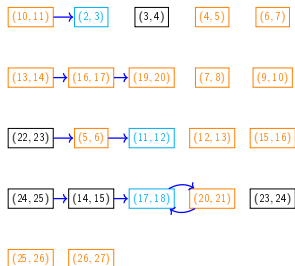 (10, 11) (2, 3) (3, 4) (4, 5) (6, 7)
(13, 14) (16, 17) (19, 20) (7, 8) (9, 10)
(22, 23) (5, 6) (11, 12) (12, 13) (15, 16)
(24, 25) (14, 15) (17, 18) (20, 21) (23, 24)
(25, 26) (26, 27)